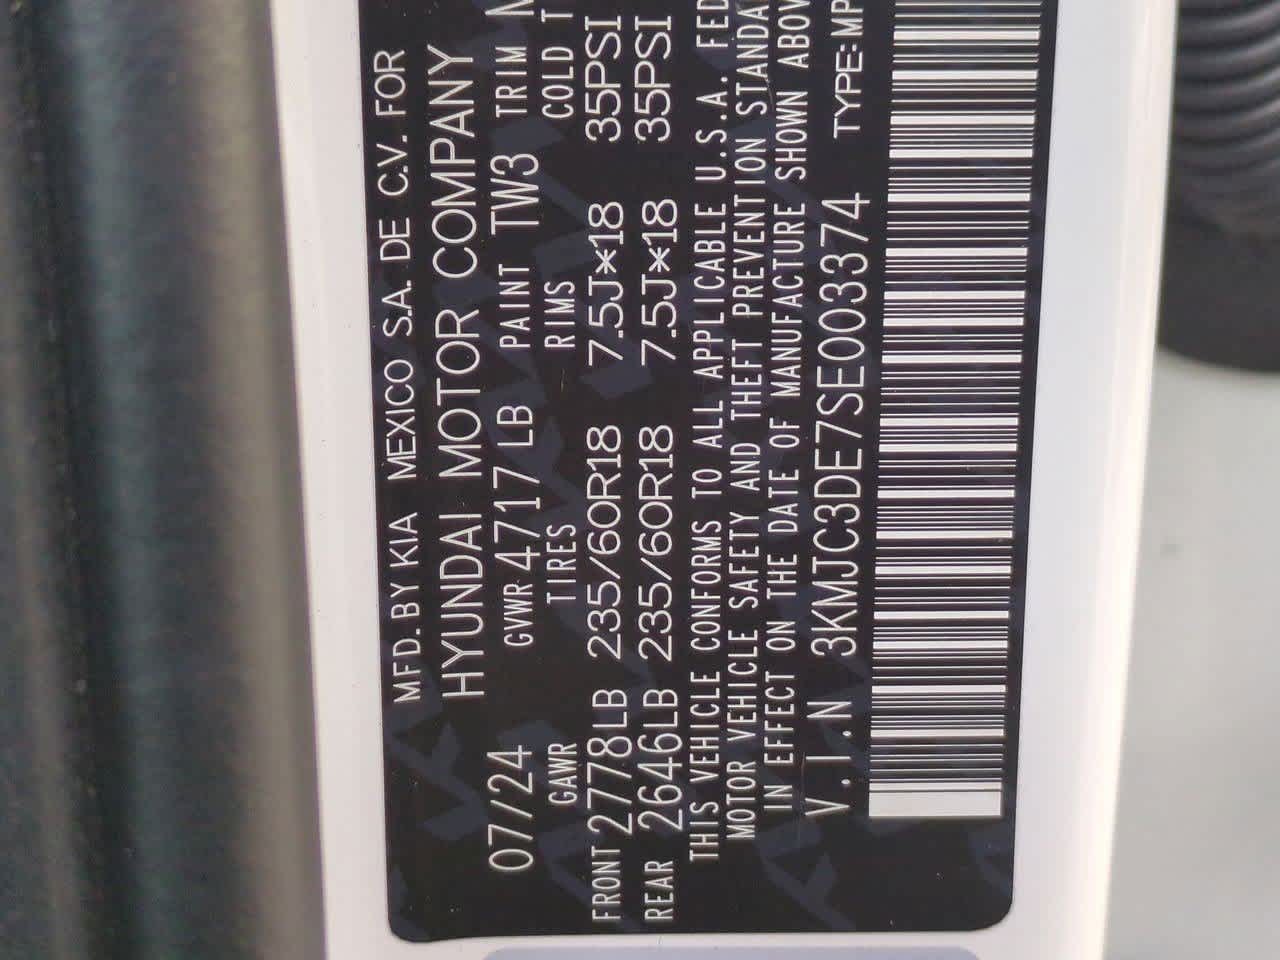 MFD. BY KIA MEXICO S.A. DE C.V. FOR
HYUNDAI MOTOR COMPANY
07/24 GVWR 4717 LB PAINT TW3 TRIM
GAWR TIRES RIMS COLD
FRONT 2778LB 235/60R18 7.5J*18 35PSI
REAR 2646LB 235/60R18 7.5J*18 35PSI
THIS VEHICLE CONFORMS TO ALL APPLICABLE U.S.A. FED
MOTOR VEHICLE SAFETY AND THEFT PREVENTION STANDA
IN EFFECT ON THE DATE OF MANUFACTURE SHOWN ABOV
V.I.N 3KMJC3DE7SE003374 TYPE: MP